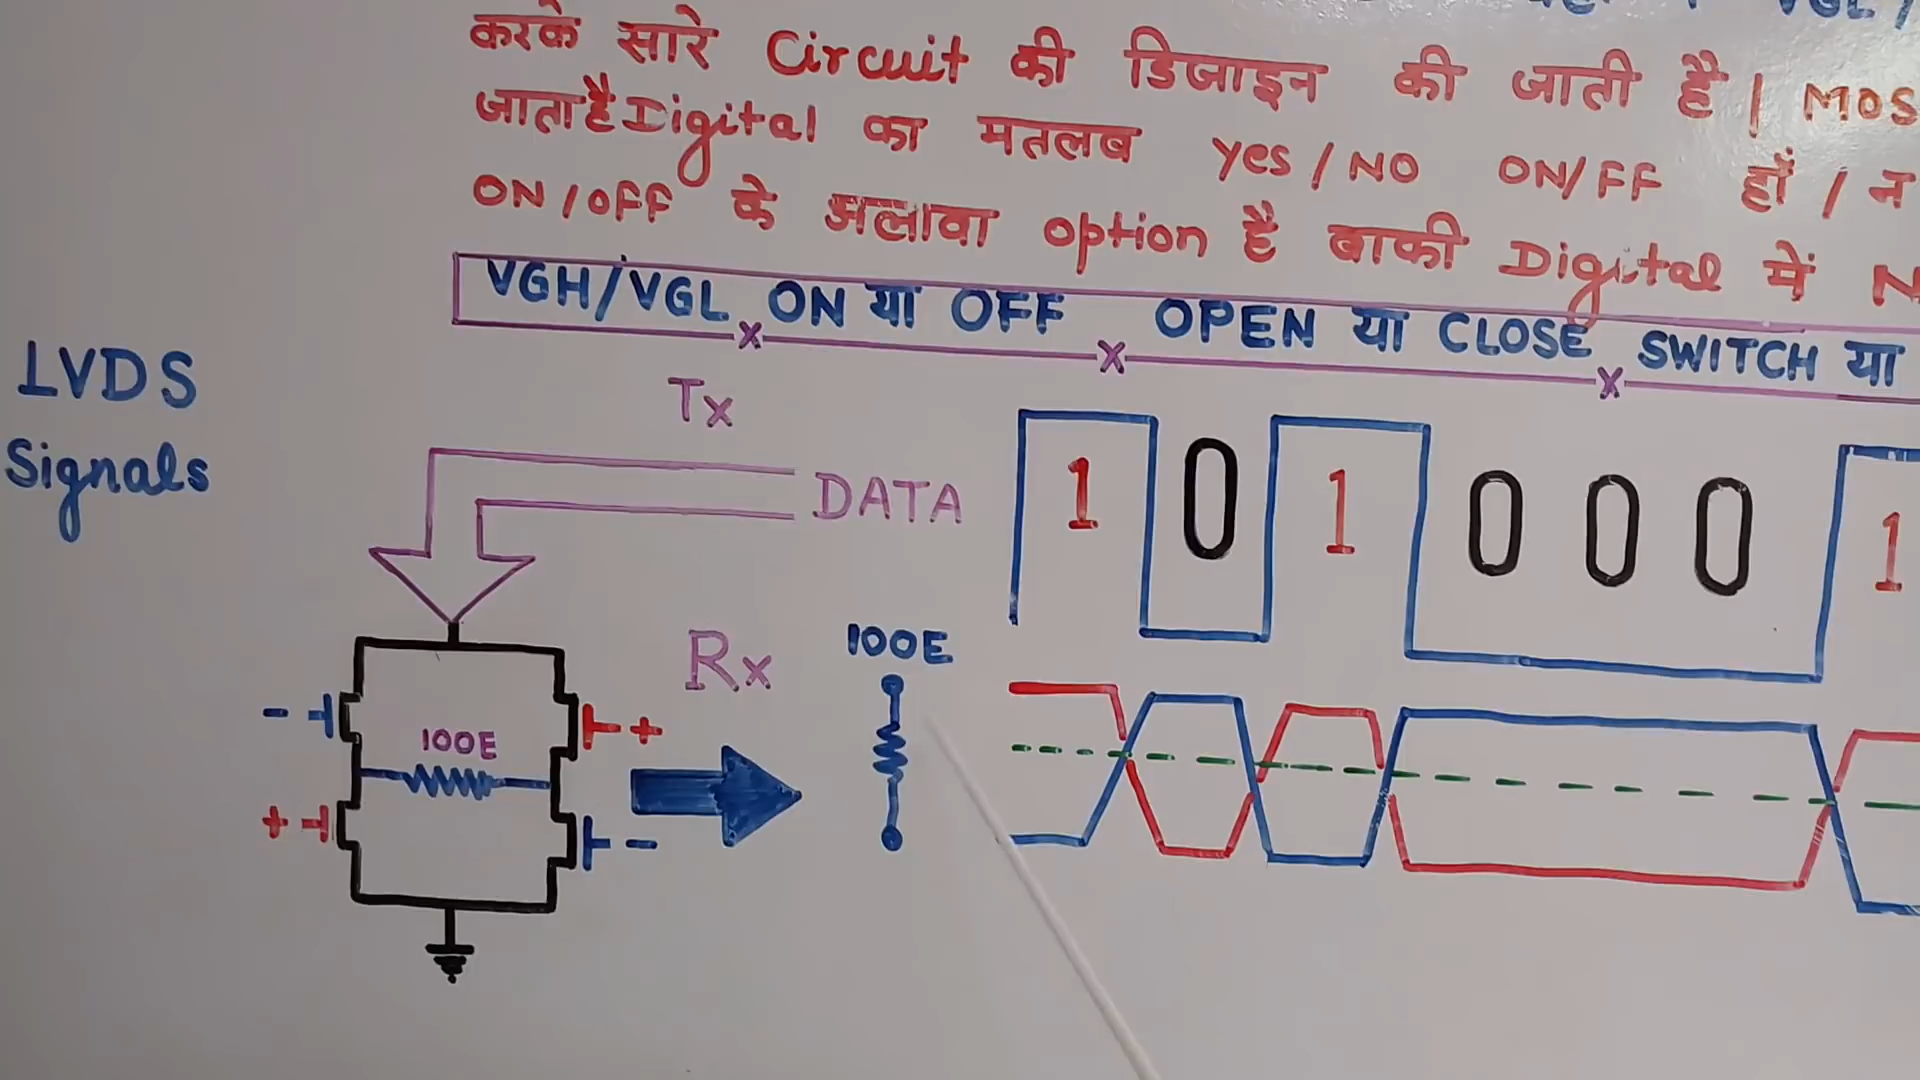 करके सारे Circuit की डिजाइन की जाती है | MOS
जाता है Digital का मतलब Yes / NO ON/FF हाँ / न
ON / OFF के अलावा option है बाकी Digital में N
VGH/VGL ON या OFF OPEN या CLOSE SWITCH या
LVDS
Signals
Tx
DATA
1 0 1 0 0 0 1
Rx
100E
- +
100E
+ -